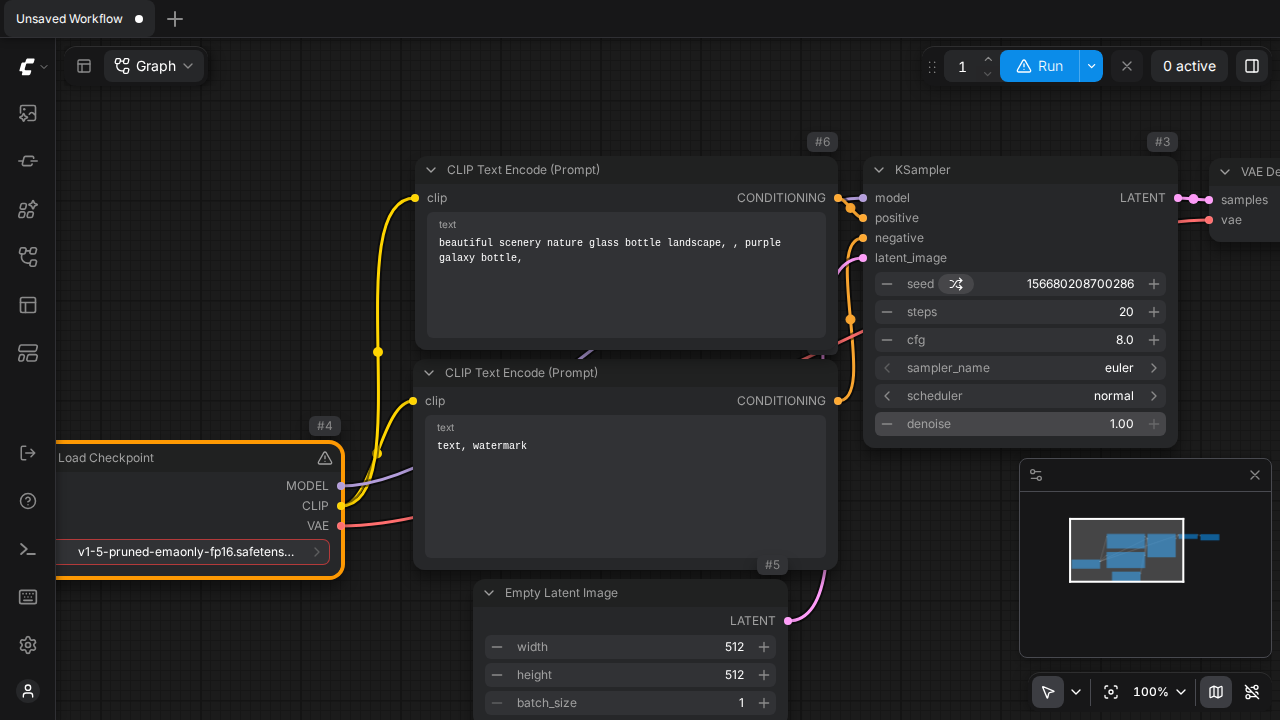 Unsaved Workflow
Graph
1
Run
0 active
#6
#3
CLIP Text Encode (Prompt)
clip
CONDITIONING
text
beautiful scenery nature glass bottle landscape, , purple
galaxy bottle,
KSampler
model
LATENT
positive
negative
latent_image
seed
156680208700286
steps
20
cfg
8.0
sampler_name
euler
scheduler
normal
denoise
1.00
VAE De
samples
vae
CLIP Text Encode (Prompt)
clip
CONDITIONING
text
text, watermark
#4
Load Checkpoint
MODEL
CLIP
VAE
v1-5-pruned-emaonly-fp16.safetens...
#5
Empty Latent Image
LATENT
width
512
height
512
batch_size
1
100%